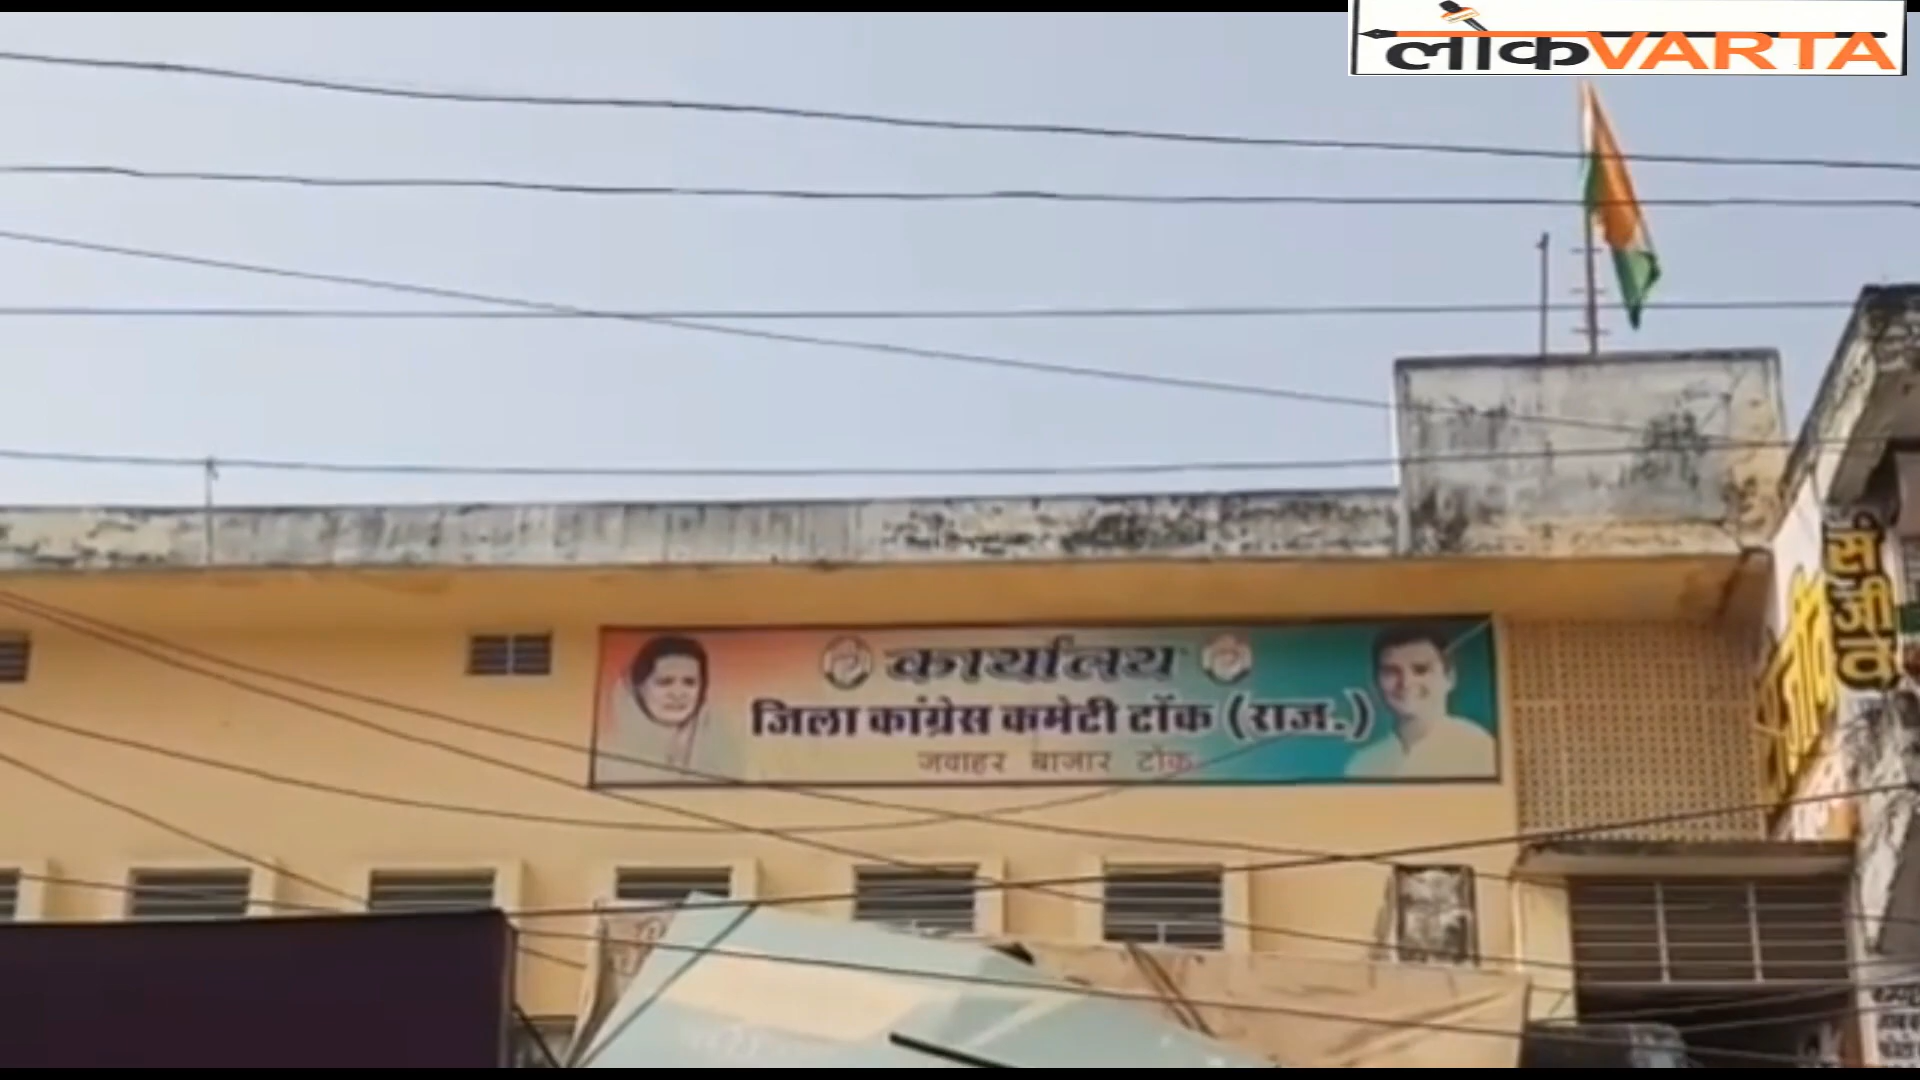 लोकVARTA
कार्यालय
जिला कांग्रेस कमेटी टोंक (राज.)
जवाहर बाजार टोंक
संजीव